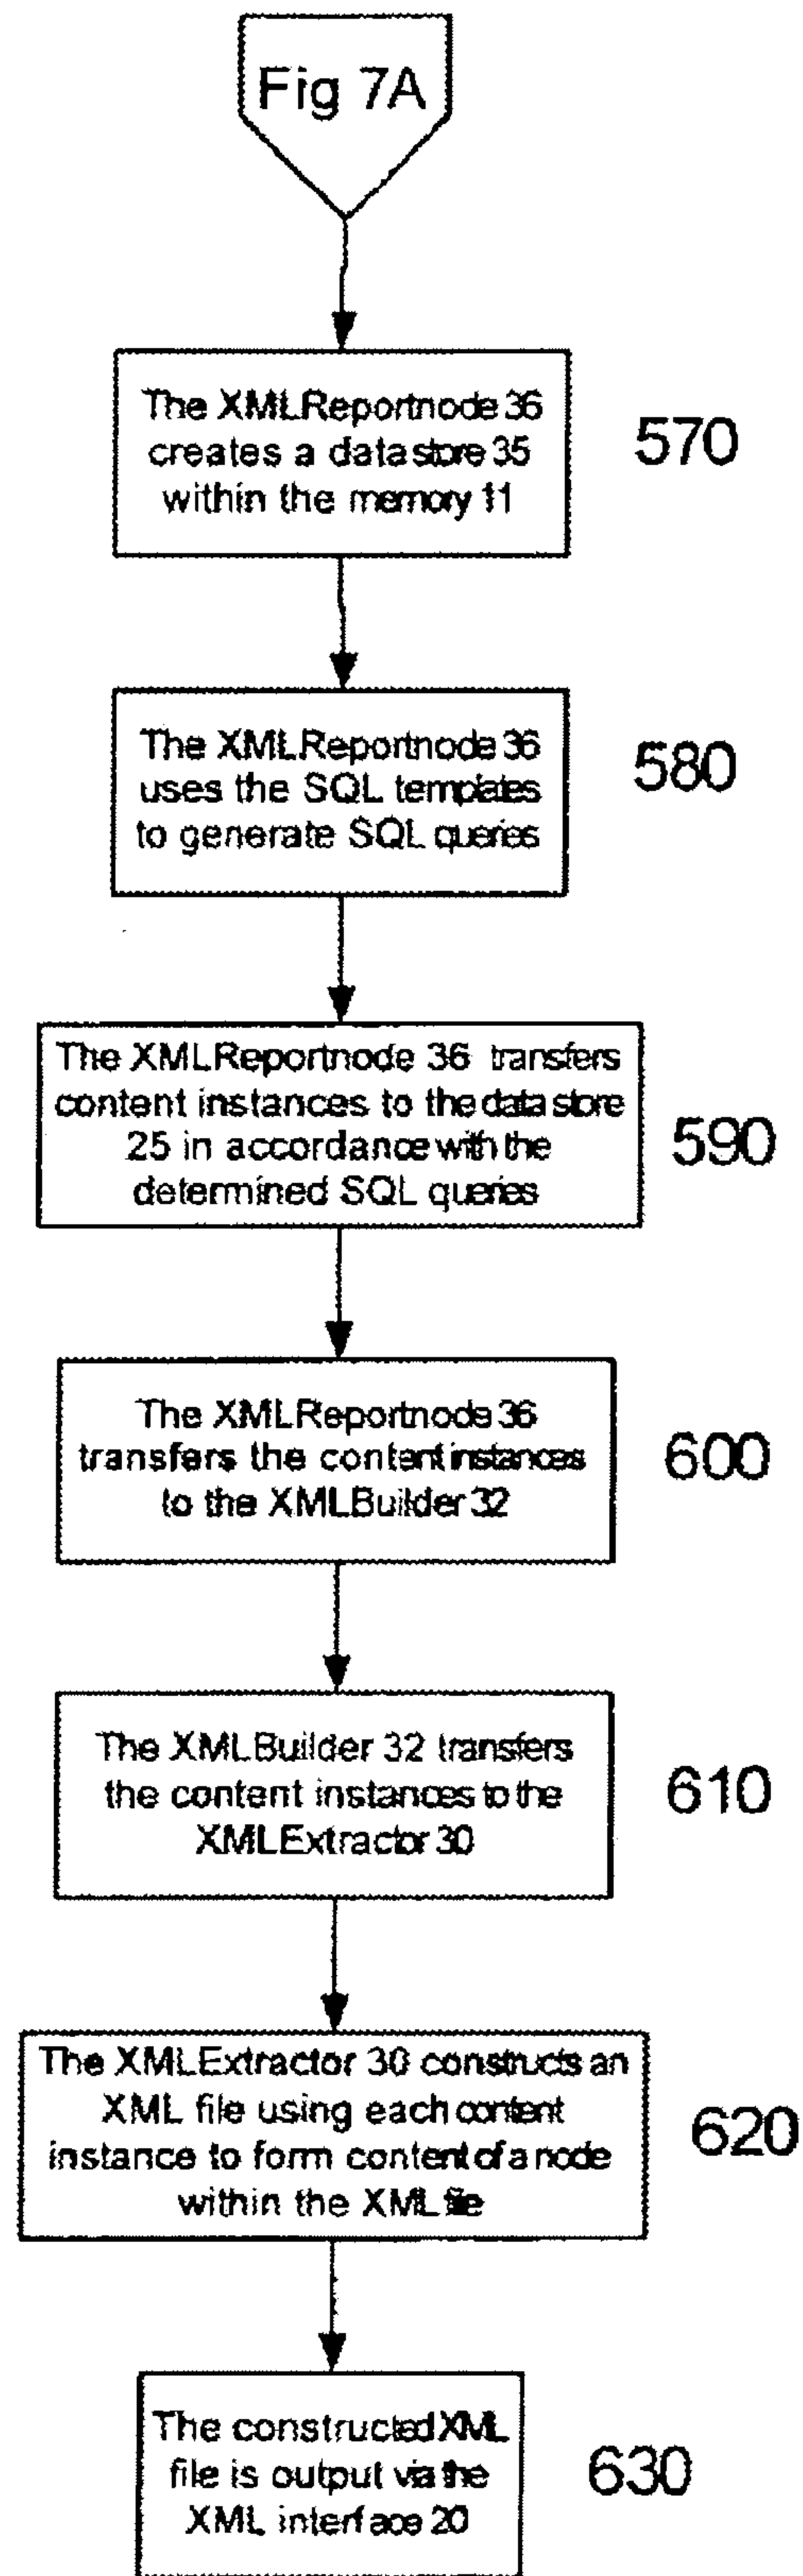 Fig 7A
The XMLReportnode 36
creates a data store 35
within the memory 11
570
The XMLReportnode 36
uses the SQL templates
to generate SQL queries
580
The XMLReportnode 36 transfers
content instances to the data store
25 in accordance with the
determined SQL queries
590
The XMLReportnode 36
transfers the content instances
to the XMLBuilder 32
600
The XMLBuilder 32 transfers
the content instances to the
XMLExtractor 30
610
The XMLExtractor 30 constructs an
XML file using each content
instance to form content of a node
within the XML file
620
The constructed XML
file is output via the
XML interface 20
630